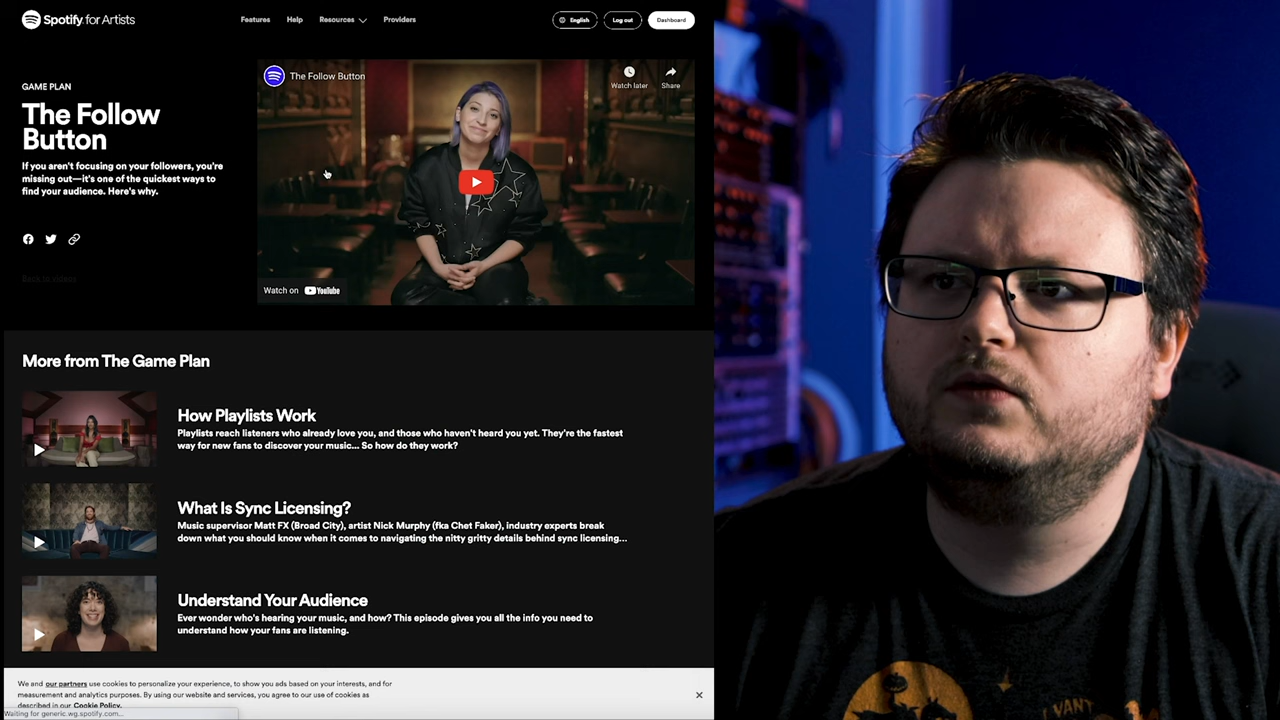 Spotify for Artists
Features
Help
Resources
Providers
English
Log out
Dashboard
GAME PLAN
The Follow
Button
If you aren't focusing on your followers, you're
missing out—it's one of the quickest ways to
find your audience. Here's why.
Back to videos
The Follow Button
Watch later
Share
Watch on YouTube
More from The Game Plan
How Playlists Work
Playlists reach listeners who already love you, and those who haven't heard you yet. They're the fastest
way for new fans to discover your music... So how do they work?
What Is Sync Licensing?
Music supervisor Matt FX (Broad City), artist Nick Murphy (fka Chet Faker), industry experts break
down what you should know when it comes to navigating the nitty gritty details behind sync licensing...
Understand Your Audience
Ever wonder who's hearing your music, and how? This episode gives you all the info you need to
understand how your fans are listening.
We and our partners use cookies to personalize your experience, to show you ads based on your interests, and for
measurement and analytics purposes. By using our website and services, you agree to our use of cookies as
described in our Cookie Policy.
Waiting for generic.wg.spotify.com...
I VANT